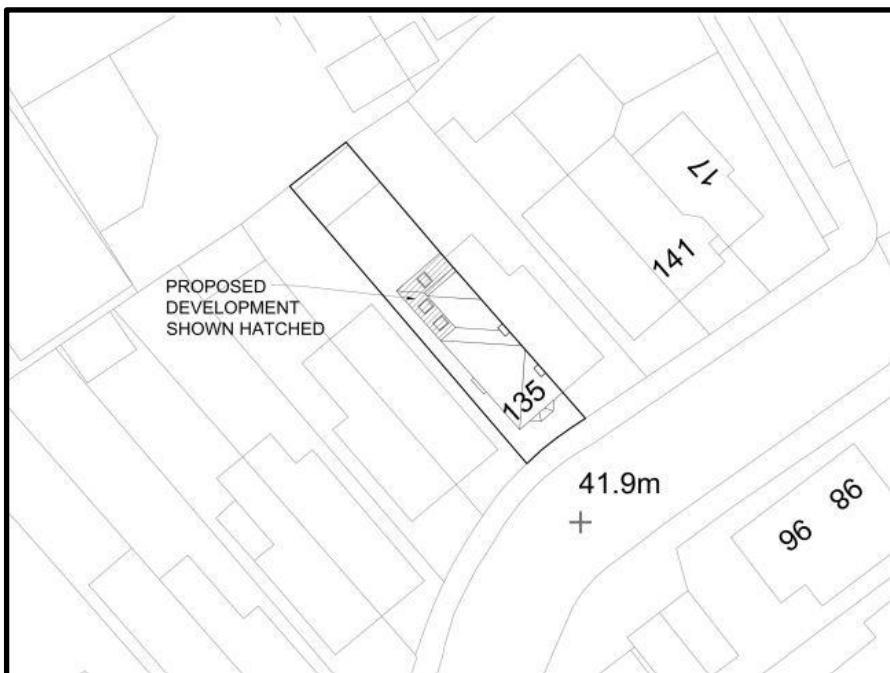 17
141
PROPOSED
DEVELOPMENT
SHOWN HATCHED
135
41.9m
96 86